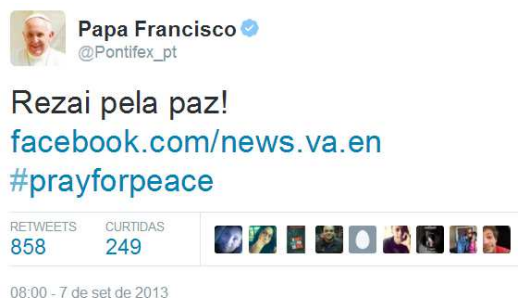 Papa Francisco
@Pontifex_pt
Rezai pela paz!
facebook.com/news.va.en
#prayforpeace
RETWEETS CURTIDAS
858 249
08:00 - 7 de set de 2013